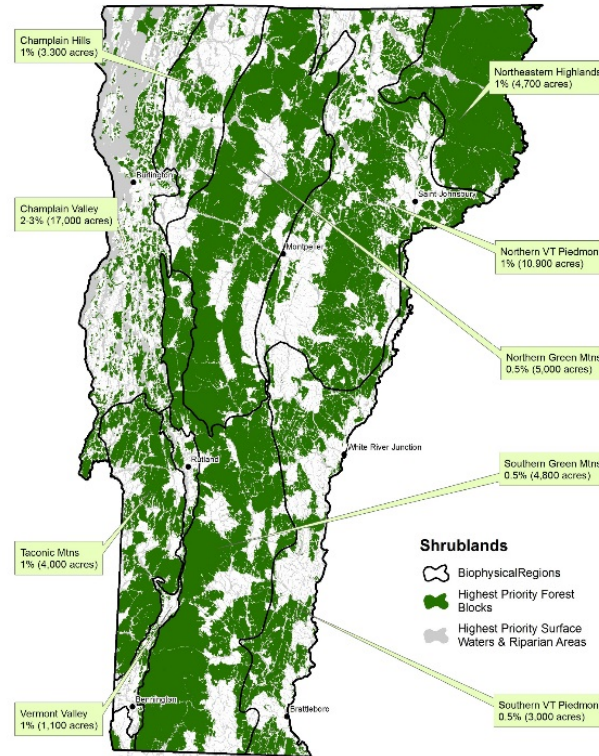 Champlain Hills
1% (3.300 acres)
Northeastern Highlands
1% (4,700 acres)
Burlington
Saint Johnsbury
Champlain Valley
2-3% (17,000 acres)
Montpelier
Northern VT Piedmon
1% (10.900 acres)
Northern Green Mtns
0.5% (5,000 acres)
White River Junction
Rutland
Southern Green Mtns
0.5% (4,800 acres)
Taconic Mtns
1% (4,000 acres)
Shrublands
BiophysicalRegions
Highest Priority Forest
Blocks
Highest Priority Surface
Waters & Riparian Areas
Bennington
Vermont Valley
1% (1,100 acres)
Brattleboro
Southern VT Piedmon
0.5% (3,000 acres)